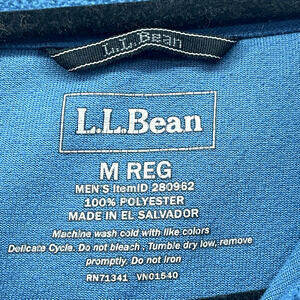 L.L.Bean
L.L.Bean
M REG
MEN'S ItemID 280962
100% POLYESTER
MADE IN EL SALVADOR
Machine wash cold with like colors
Delicate Cycle. Do not bleach. Tumble dry low, remove
promptly. Do not iron
RN71341 VN01540